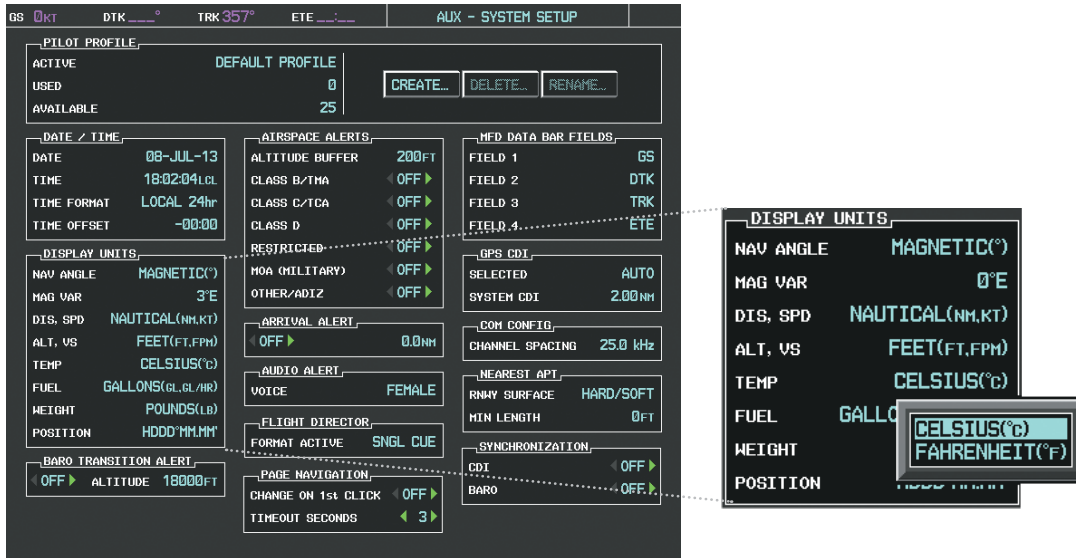 GS 0KT DTK ___° TRK 357° ETE __:__ AUX - SYSTEM SETUP
PILOT PROFILE
ACTIVE DEFAULT PROFILE
USED 0
AVAILABLE 25
CREATE… DELETE… RENAME…
DATE / TIME
DATE 08-JUL-13
TIME 18:02:04LCL
TIME FORMAT LOCAL 24hr
TIME OFFSET -00:00
DISPLAY UNITS
NAV ANGLE MAGNETIC(°)
MAG VAR 3°E
DIS, SPD NAUTICAL(NM,KT)
ALT, VS FEET(FT,FPM)
TEMP CELSIUS(°C)
FUEL GALLONS(GL,GL/HR)
WEIGHT POUNDS(LB)
POSITION HDDD°MM.MM'
BARO TRANSITION ALERT
OFF ALTITUDE 18000FT
AIRSPACE ALERTS
ALTITUDE BUFFER 200FT
CLASS B/TMA OFF
CLASS C/TCA OFF
CLASS D OFF
RESTRICTED OFF
MOA (MILITARY) OFF
OTHER/ADIZ OFF
ARRIVAL ALERT
OFF 0.0NM
AUDIO ALERT
VOICE FEMALE
FLIGHT DIRECTOR
FORMAT ACTIVE SNGL CUE
PAGE NAVIGATION
CHANGE ON 1st CLICK OFF
TIMEOUT SECONDS 3
MFD DATA BAR FIELDS
FIELD 1 GS
FIELD 2 DTK
FIELD 3 TRK
FIELD 4 ETE
GPS CDI
SELECTED AUTO
SYSTEM CDI 2.00NM
COM CONFIG
CHANNEL SPACING 25.0 kHz
NEAREST APT
RNWY SURFACE HARD/SOFT
MIN LENGTH 0FT
SYNCHRONIZATION
CDI OFF
BARO OFF
DISPLAY UNITS
NAV ANGLE MAGNETIC(°)
MAG VAR 0°E
DIS, SPD NAUTICAL(NM,KT)
ALT, VS FEET(FT,FPM)
TEMP CELSIUS(°C)
FUEL GALLO
CELSIUS(°C)
FAHRENHEIT(°F)
WEIGHT
POSITION